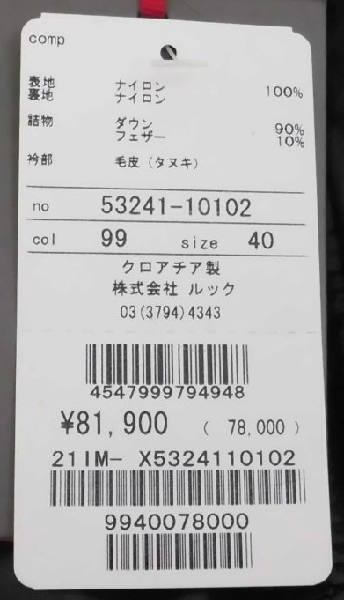 comp
表地 ナイロン 100%
裏地 ナイロン
詰物 ダウン 90%
フェザー 10%
衿部 毛皮(タヌキ)
no 53241-10102
col 99 size 40
クロアチア製
株式会社 ルック
03(3794)4343
4547999794948
¥81,900 ( 78,000)
21IM- X5324110102
9940078000